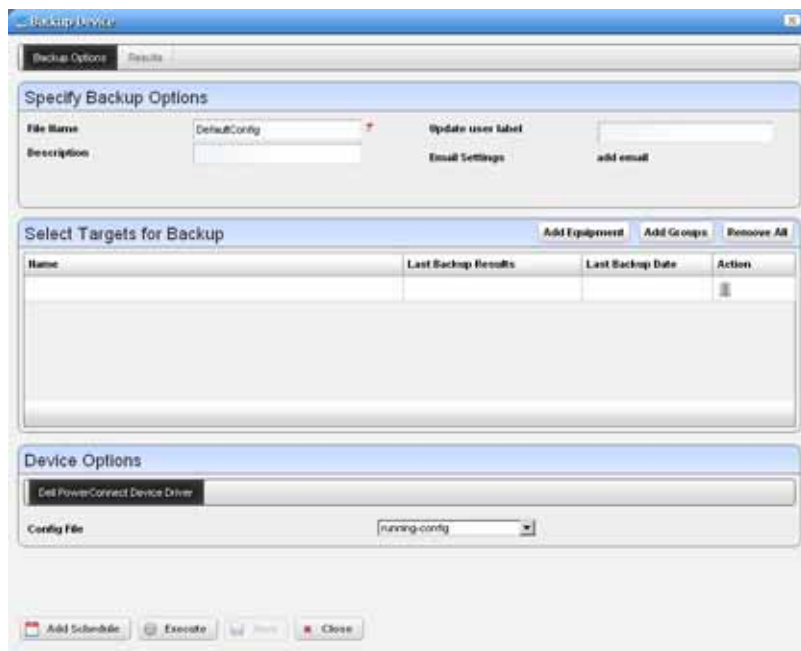 Backup Device
Backup Options Results
Specify Backup Options
File Name DefaultConfig * Update user label
Description Email Settings add email
Select Targets for Backup Add Equipment Add Groups Remove All
Name Last Backup Results Last Backup Date Action
Device Options
Dell PowerConnect Device Driver
Config File running-config
Add Schedule Execute Save Close